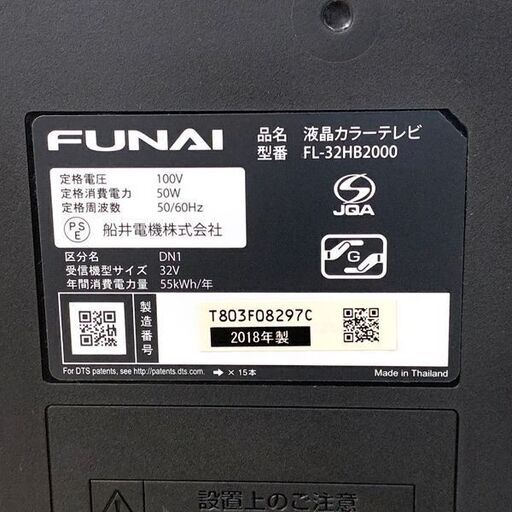 FUNAI
品名 液晶カラーテレビ
型番 FL-32HB2000
定格電圧 100V
定格消費電力 50W
定格周波数 50/60Hz
PSE 船井電機株式会社
JQA
G
区分名 DN1
受信機型サイズ 32V
年間消費電力量 55kWh/年
製造番号
T803F08297C
2018年製
For DTS patents, see http://patents.dts.com. ➡ × 15本
Made in Thailand
設置上のご注意